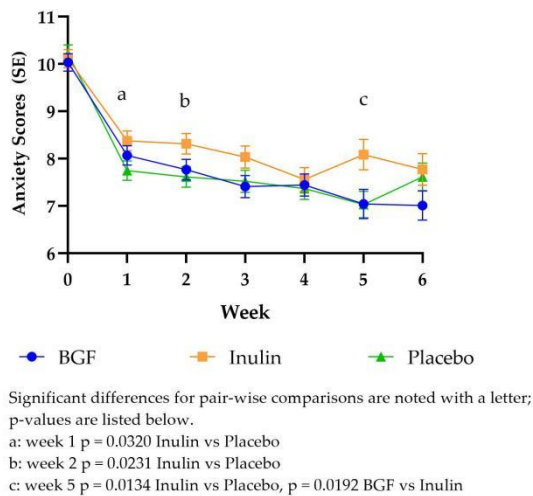 Anxiety Scores (SE)
11
10
9
8
7
6
a
b
c
0
1
2
3
4
5
6
Week
BGF
Inulin
Placebo
Significant differences for pair-wise comparisons are noted with a letter;
p-values are listed below.
a: week 1 p = 0.0320 Inulin vs Placebo
b: week 2 p = 0.0231 Inulin vs Placebo
c: week 5 p = 0.0134 Inulin vs Placebo, p = 0.0192 BGF vs Inulin